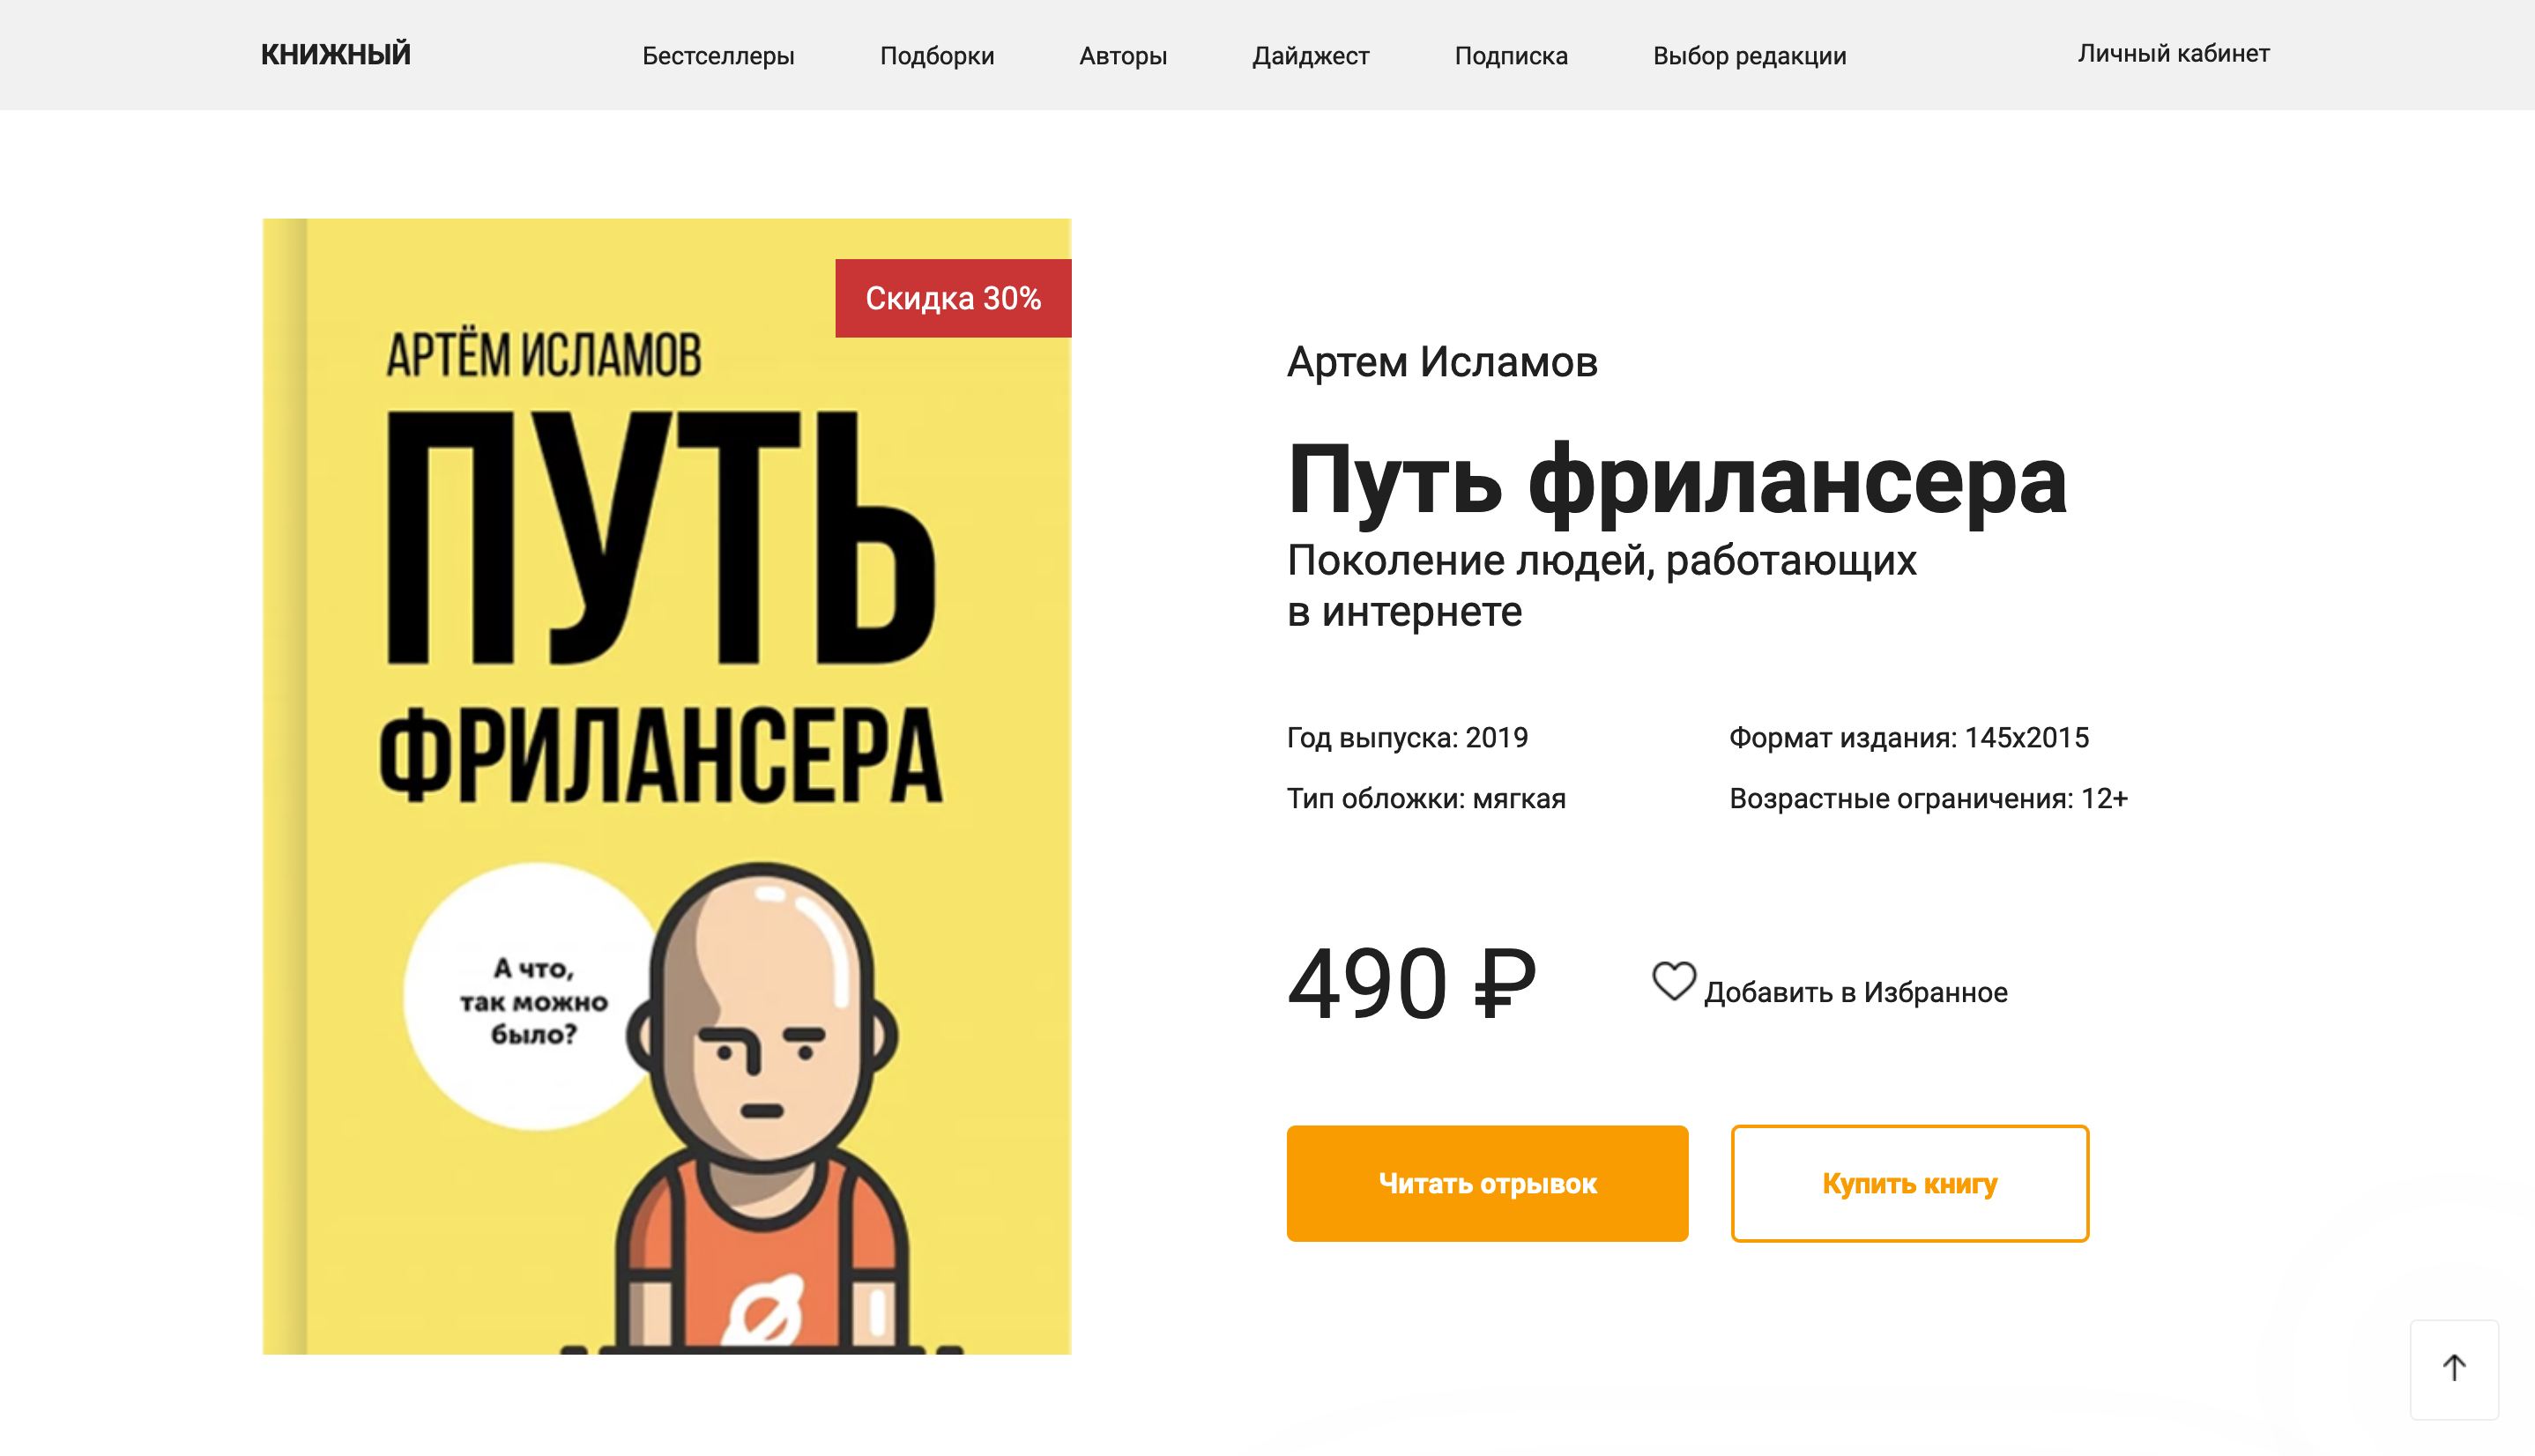 КНИЖНЫЙ
Бестселлеры
Подборки
Авторы
Дайджест
Подписка
Выбор редакции
Личный кабинет
Скидка 30%
АРТЁМ ИСЛАМОВ
ПУТЬ
ФРИЛАНСЕРА
А что,
так можно
было?
Артем Исламов
Путь фрилансера
Поколение людей, работающих
в интернете
Год выпуска: 2019
Формат издания: 145x2015
Тип обложки: мягкая
Возрастные ограничения: 12+
490 ₽
Добавить в Избранное
Читать отрывок
Купить книгу